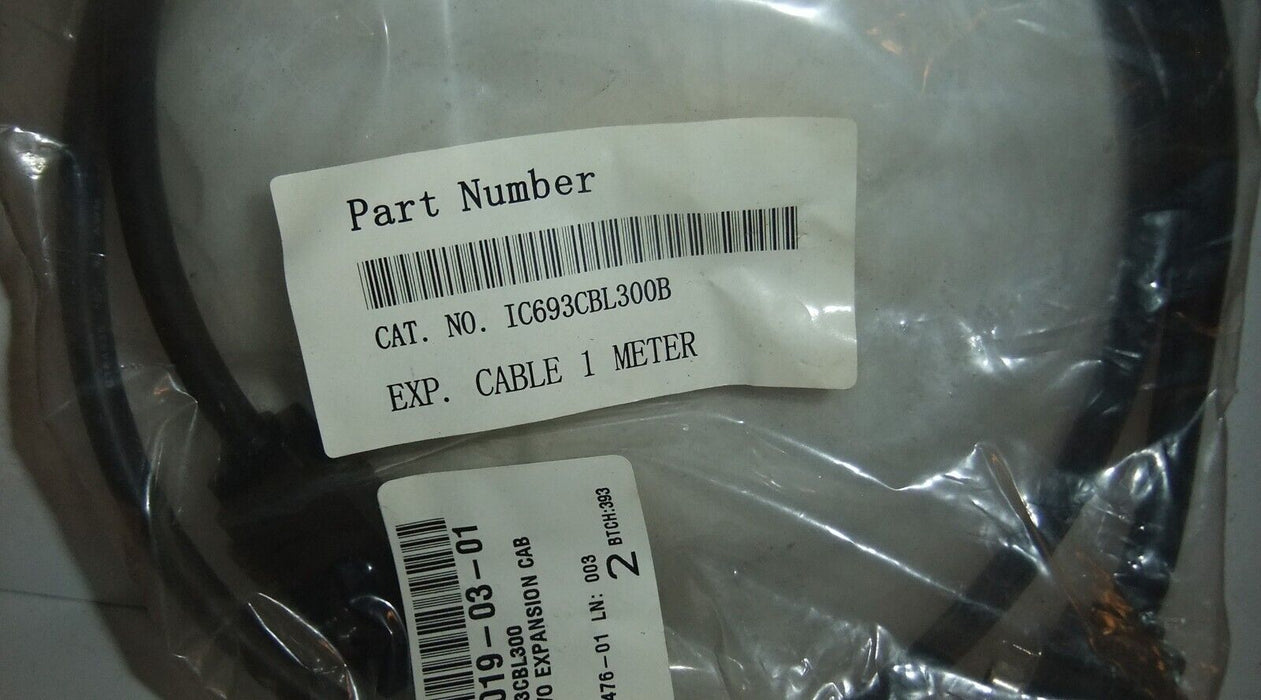 Part Number
CAT. NO. IC693CBL300B
EXP. CABLE 1 METER
019-03-01
3CBL300
/O EXPANSION CAB
476-01 LN: 003
2 BTCH:393